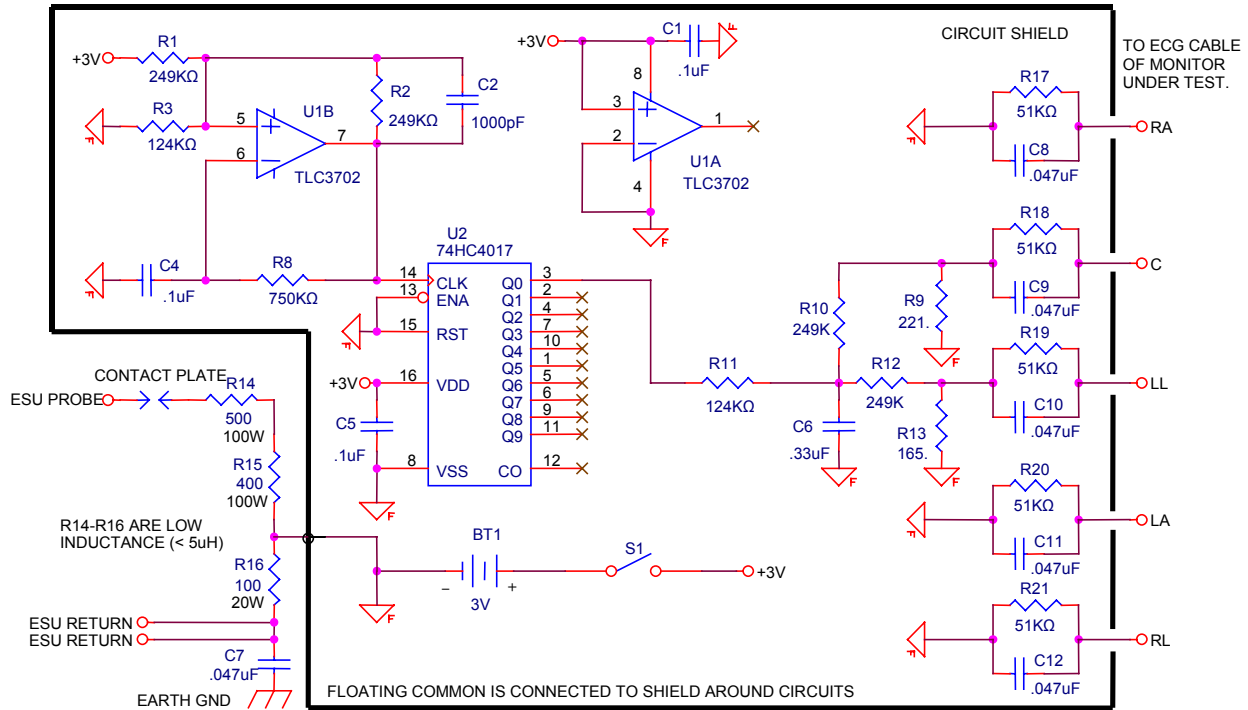 CIRCUIT SHIELD
TO ECG CABLE
OF MONITOR
UNDER TEST.
+3V
R1
249KΩ
R3
124KΩ
R2
249KΩ
C2
1000pF
5
6
7
U1B
TLC3702
C4
.1uF
R8
750KΩ
+3V
C1
.1uF
8
3
2
1
4
U1A
TLC3702
F
U2
74HC4017
14
13
15
16
8
CLK
ENA
RST
VDD
VSS
Q0
Q1
Q2
Q3
Q4
Q5
Q6
Q7
Q8
Q9
CO
3
2
4
7
10
1
5
6
9
11
12
+3V
C5
.1uF
F
R11
124KΩ
R10
249K
R9
221.
F
R12
249K
C6
.33uF
F
R13
165.
F
R17
51KΩ
C8
.047uF
RA
R18
51KΩ
C9
.047uF
C
R19
51KΩ
C10
.047uF
LL
R20
51KΩ
C11
.047uF
LA
R21
51KΩ
C12
.047uF
RL
CONTACT PLATE
ESU PROBE
R14
500
100W
R15
400
100W
R14-R16 ARE LOW
INDUCTANCE (< 5uH)
R16
100
20W
ESU RETURN
ESU RETURN
C7
.047uF
EARTH GND
F
BT1
– +
3V
S1
+3V
FLOATING COMMON IS CONNECTED TO SHIELD AROUND CIRCUITS